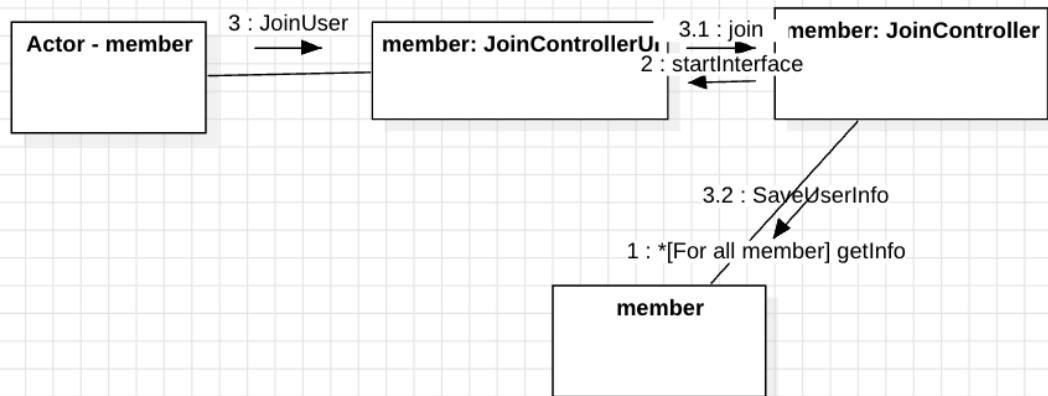 3 : JoinUser
Actor - member
member: JoinControllerUI
3.1 : join
member: JoinController
2 : startInterface
3.2 : SaveUserInfo
1 : *[For all member] getInfo
member